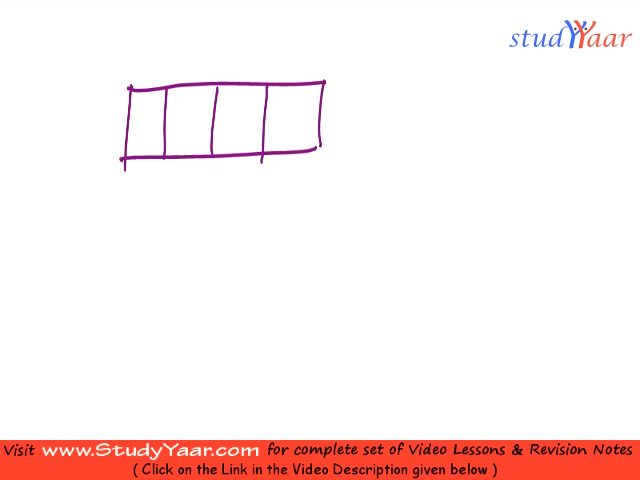 studYYaar
Visit www.StudyYaar.com for complete set of Video Lessons & Revision Notes
( Click on the Link in the Video Description given below )